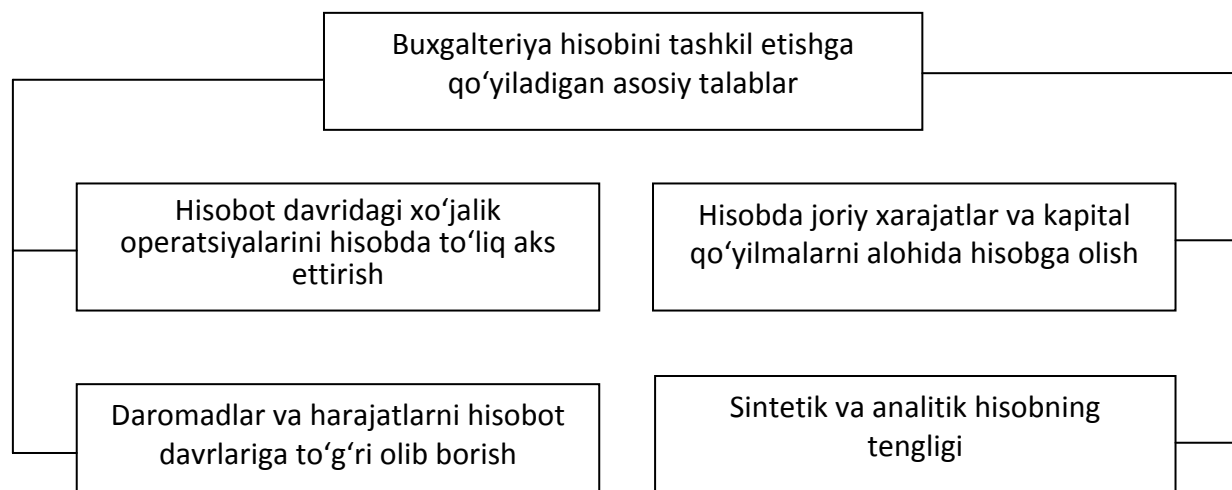 Buxgalteriya hisobini tashkil etishga
qo‘yiladigan asosiy talablar
Hisobot davridagi xo‘jalik
operatsiyalarini hisobda to‘liq aks
ettirish
Hisobda joriy xarajatlar va kapital
qo‘yilmalarni alohida hisobga olish
Daromadlar va harajatlarni hisobot
davrlariga to‘g‘ri olib borish
Sintetik va analitik hisobning
tengligi